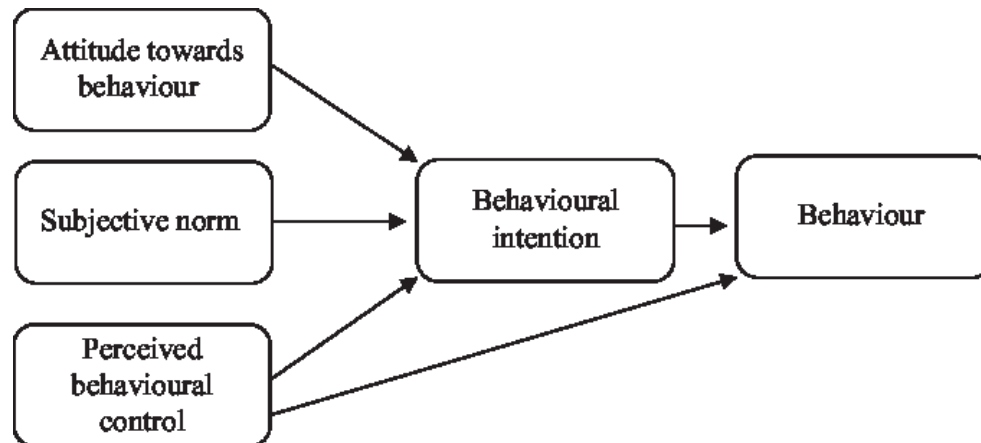 Attitude towards
behaviour
Subjective norm
Perceived
behavioural
control
Behavioural
intention
Behaviour